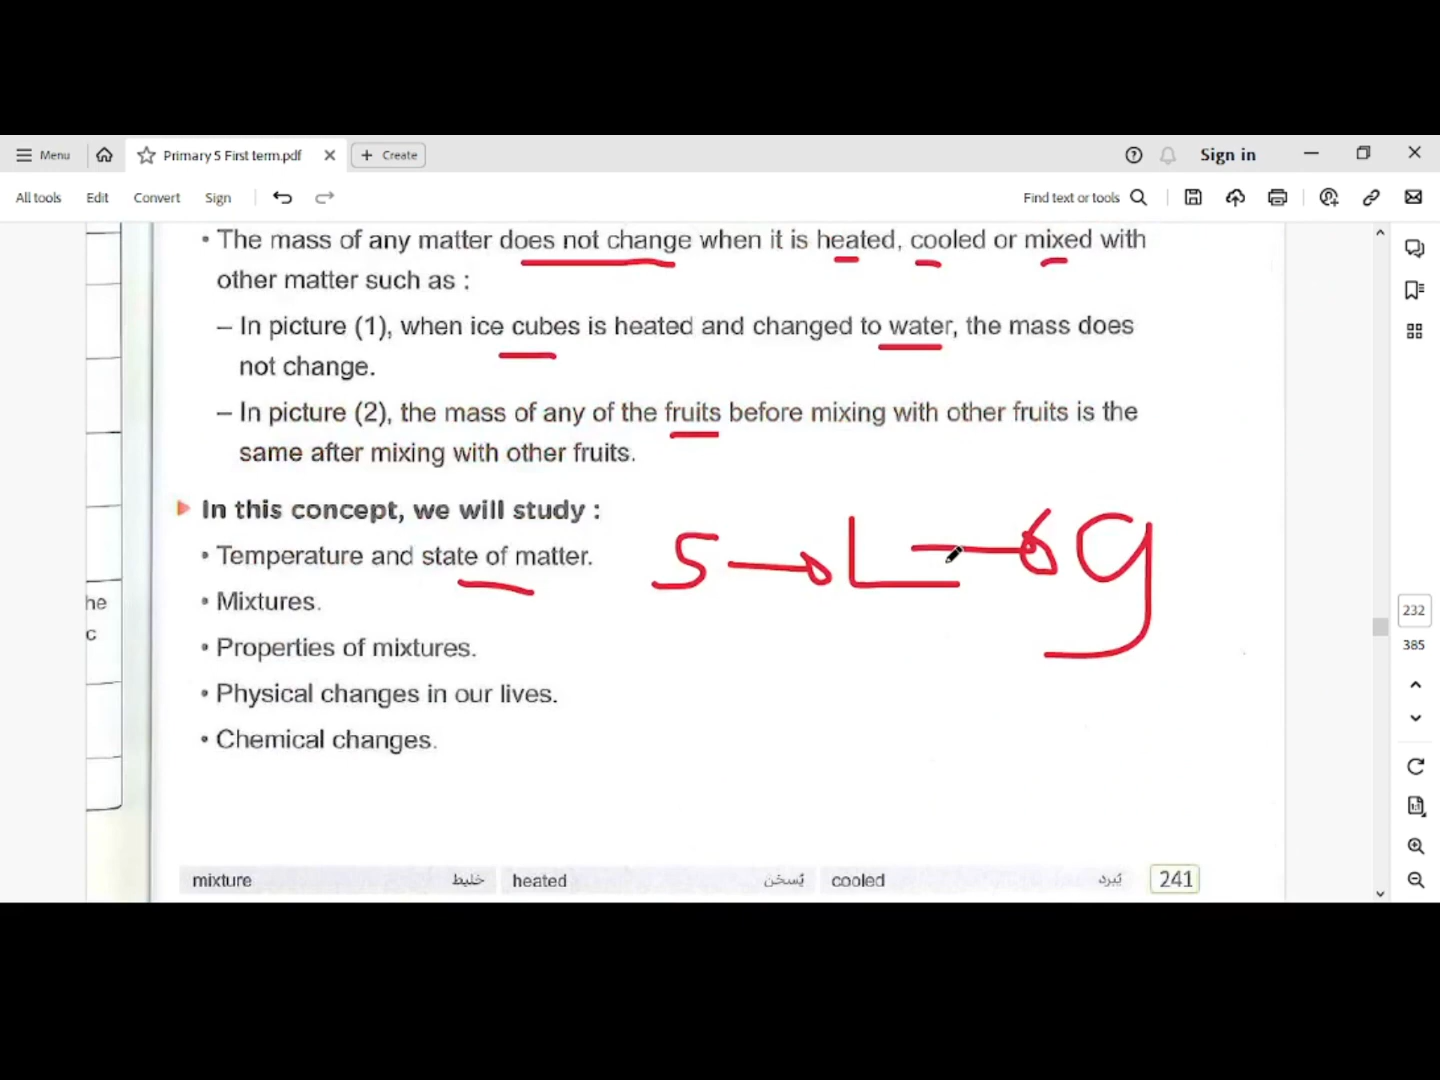 Menu
Primary 5 First term.pdf
Create
Sign in
All tools
Edit
Convert
Sign
Find text or tools
• The mass of any matter does not change when it is heated, cooled or mixed with
other matter such as :
– In picture (1), when ice cubes is heated and changed to water, the mass does
not change.
– In picture (2), the mass of any of the fruits before mixing with other fruits is the
same after mixing with other fruits.
In this concept, we will study :
• Temperature and state of matter.
S L g
• Mixtures.
• Properties of mixtures.
• Physical changes in our lives.
• Chemical changes.
he
c
232
385
mixture خليط heated يُسخن cooled يُبرد 241